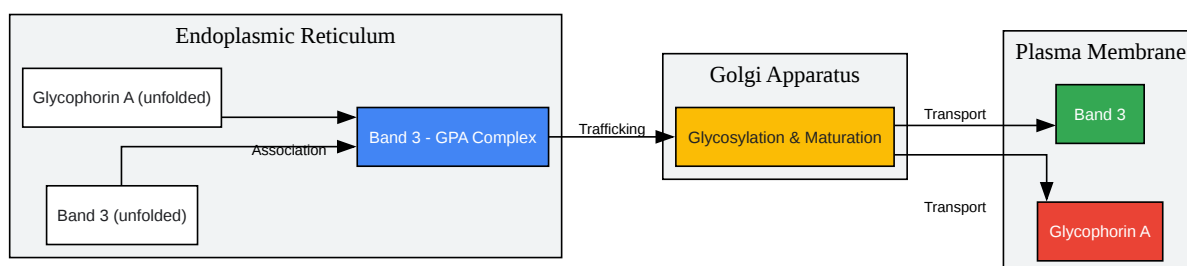 Endoplasmic Reticulum
Glycophorin A (unfolded)
Band 3 (unfolded)
Association
Band 3 - GPA Complex
Trafficking
Golgi Apparatus
Glycosylation & Maturation
Transport
Transport
Plasma Membrane
Band 3
Glycophorin A